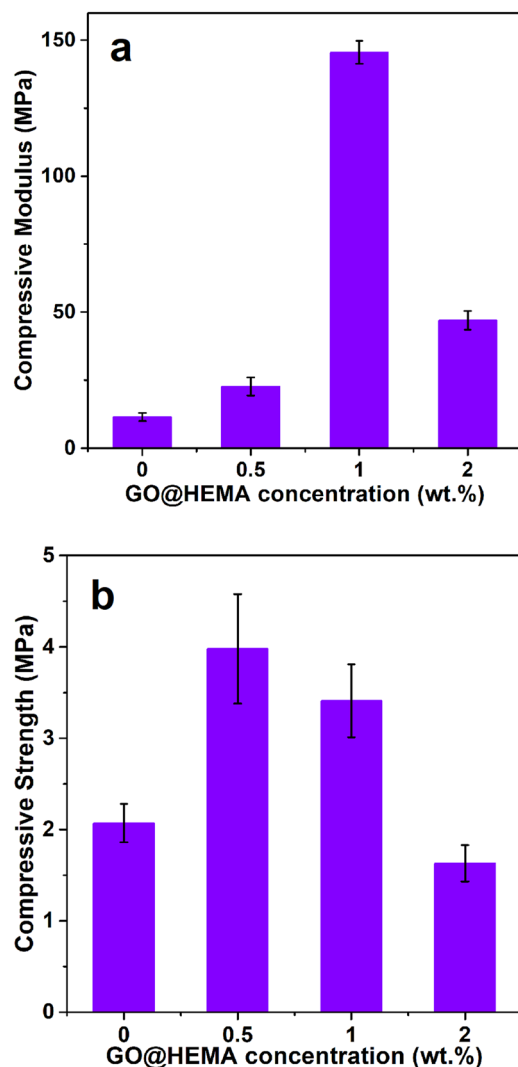 a
150
100
50
0
Compressive Modulus (MPa)
0 0.5 1 2
GO@HEMA concentration (wt.%)
b
5
4
3
2
1
0
Compressive Strength (MPa)
0 0.5 1 2
GO@HEMA concentration (wt.%)